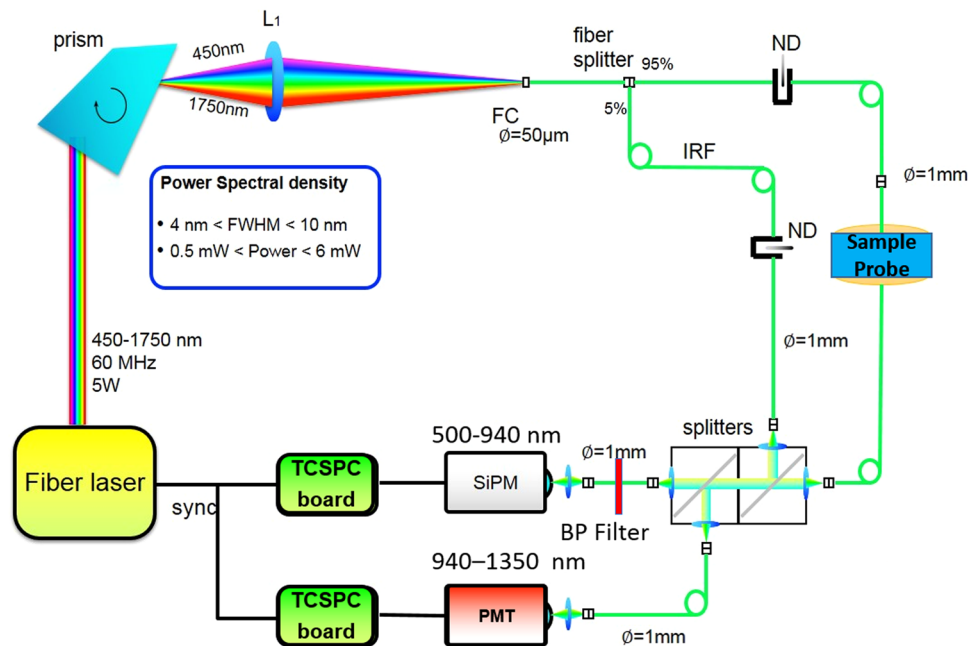 prism
450nm
1750nm
L1
FC
Ø=50µm
fiber
splitter
95%
5%
ND
IRF
Ø=1mm
ND
Sample
Probe
Power Spectral density
• 4 nm < FWHM < 10 nm
• 0.5 mW < Power < 6 mW
450-1750 nm
60 MHz
5W
Ø=1mm
Fiber laser
sync
TCSPC
board
500-940 nm
SiPM
Ø=1mm
BP Filter
splitters
TCSPC
board
940–1350 nm
PMT
Ø=1mm